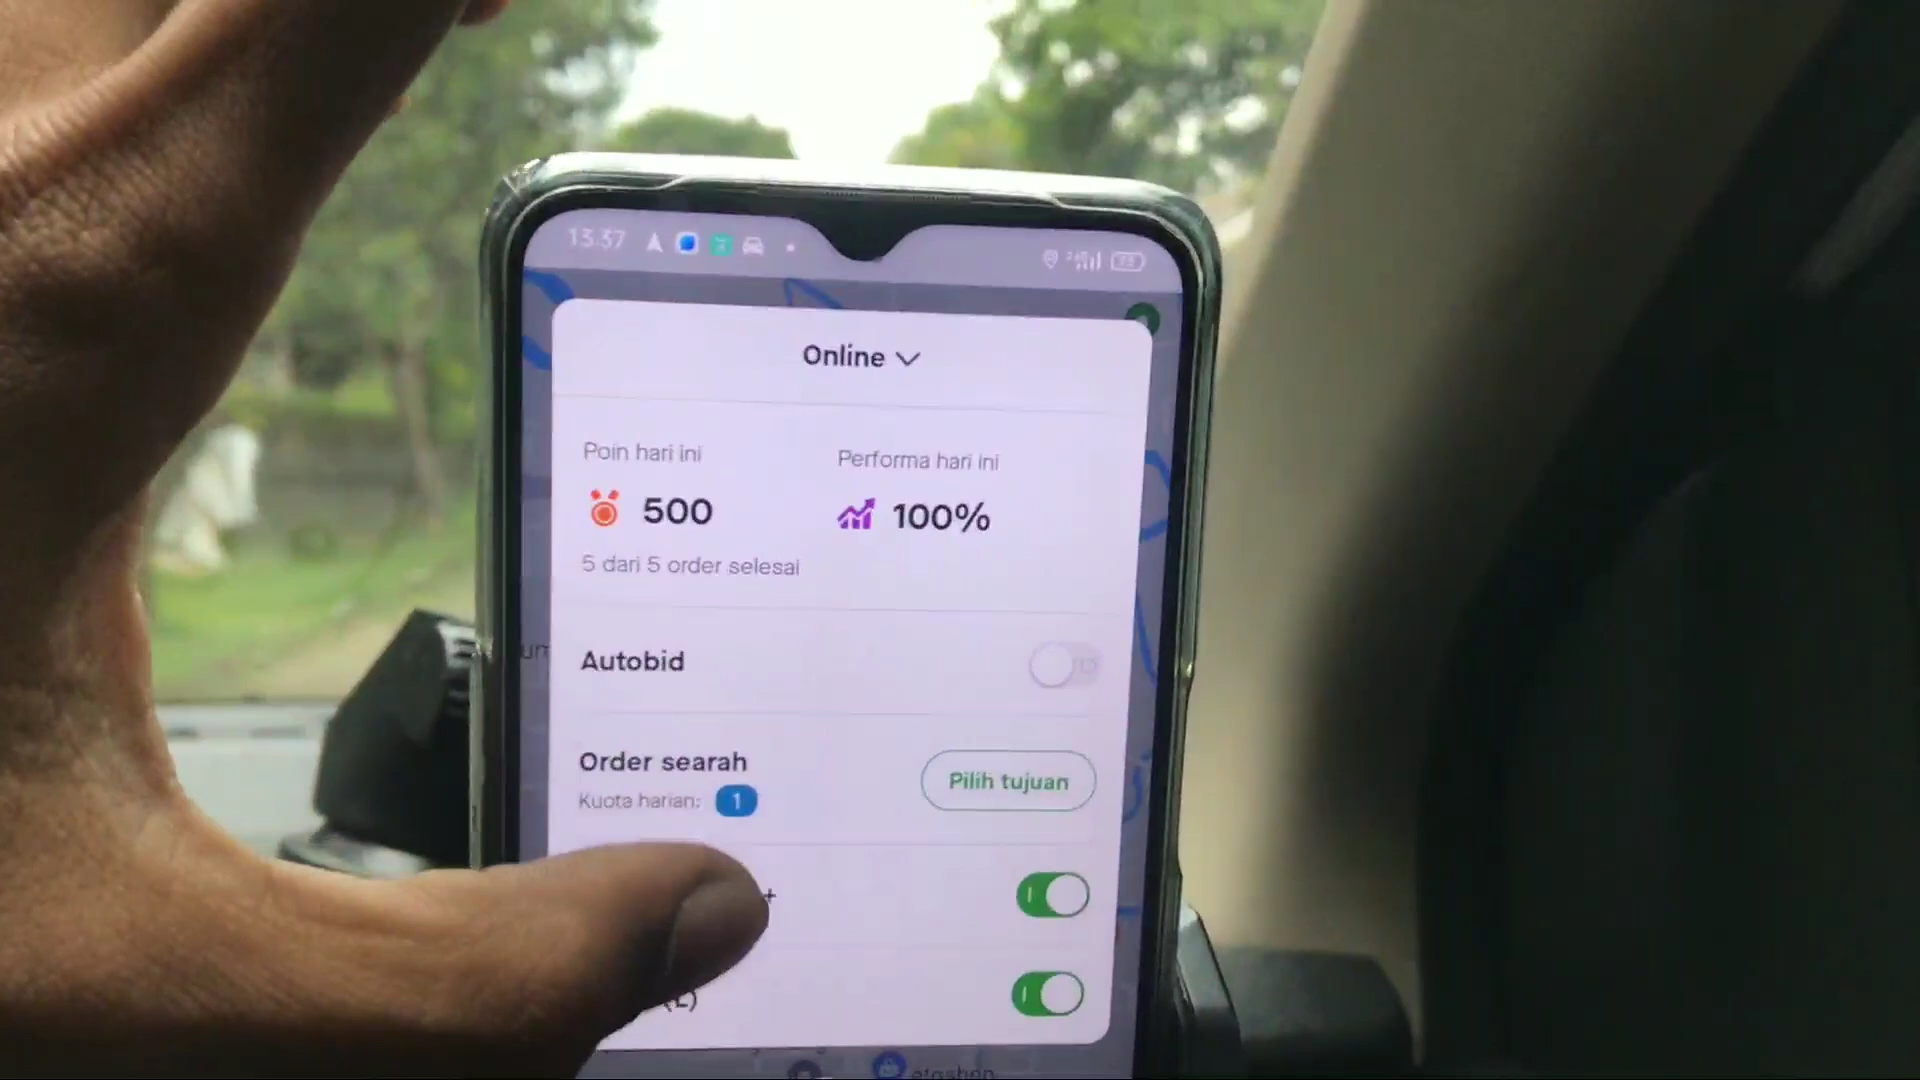 13.37
Online
Poin hari ini
Performa hari ini
500
100%
5 dari 5 order selesai
Autobid
Order searah
Pilih tujuan
Kuota harian: 1
+
(L)